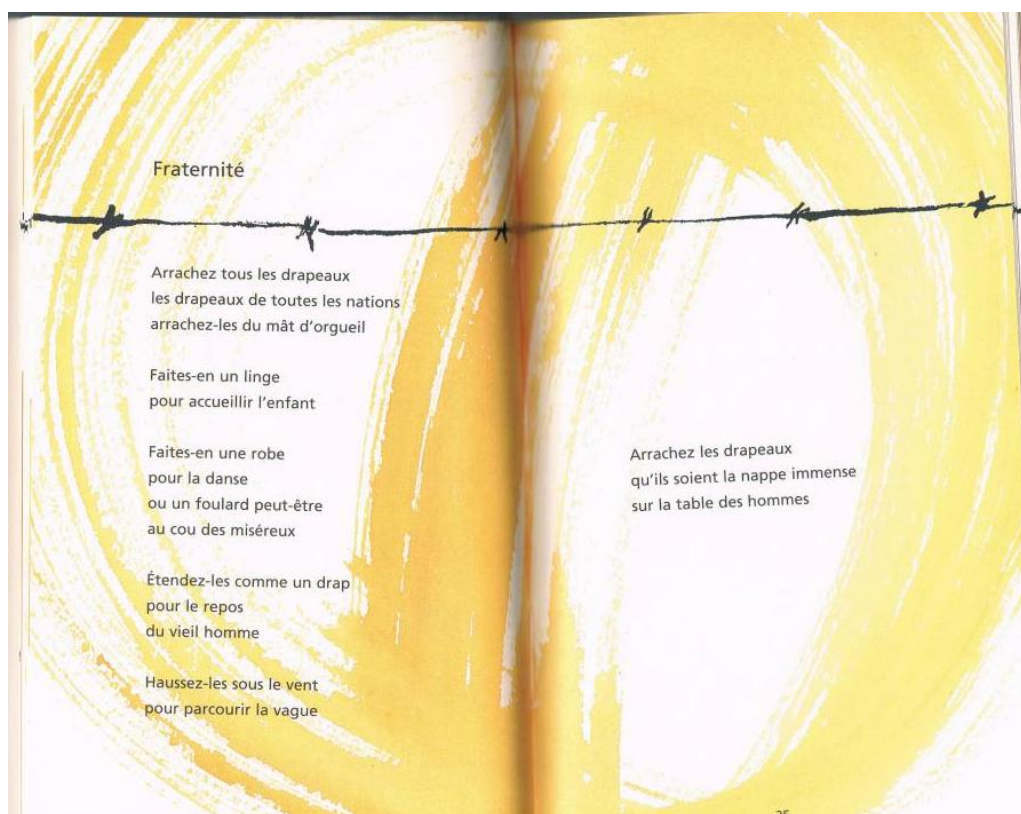 Fraternité
Arrachez tous les drapeaux
les drapeaux de toutes les nations
arrachez-les du mât d'orgueil
Faites-en un linge
pour accueillir l'enfant
Faites-en une robe
pour la danse
ou un foulard peut-être
au cou des miséreux
Étendez-les comme un drap
pour le repos
du vieil homme
Haussez-les sous le vent
pour parcourir la vague
Arrachez les drapeaux
qu'ils soient la nappe immense
sur la table des hommes